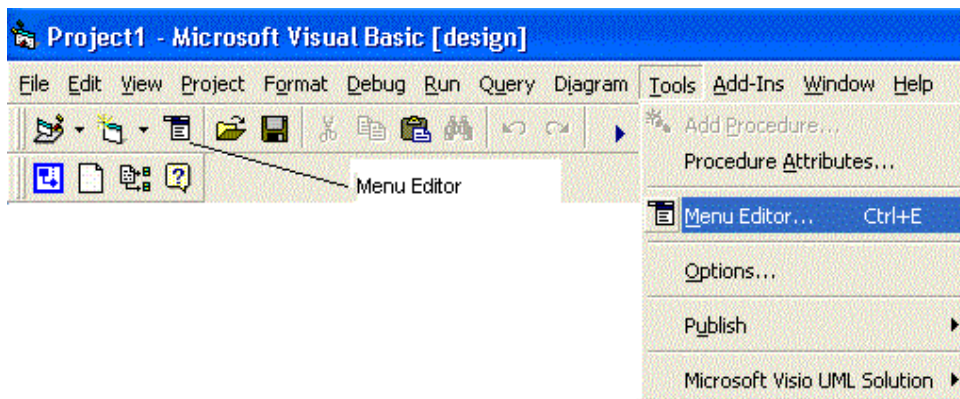 Project1 - Microsoft Visual Basic [design]
File Edit View Project Format Debug Run Query Diagram Tools Add-Ins Window Help
Add Procedure...
Procedure Attributes...
Menu Editor
Menu Editor... Ctrl+E
Options...
Publish
Microsoft Visio UML Solution